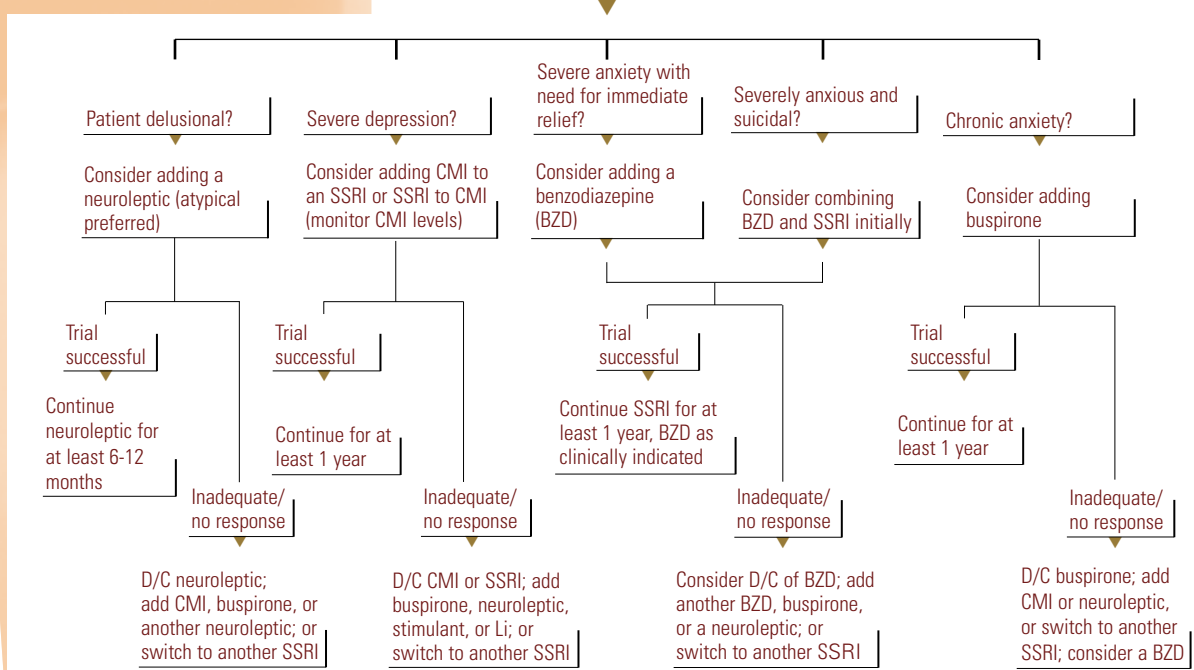 Patient delusional?
Severe depression?
Severe anxiety with
need for immediate
relief?
Severely anxious and
suicidal?
Chronic anxiety?
Consider adding a
neuroleptic (atypical
preferred)
Consider adding CMI to
an SSRI or SSRI to CMI
(monitor CMI levels)
Consider adding a
benzodiazepine
(BZD)
Consider combining
BZD and SSRI initially
Consider adding
buspirone
Trial
successful
Trial
successful
Trial
successful
Trial
successful
Continue
neuroleptic for
at least 6-12
months
Continue for at
least 1 year
Continue SSRI for at
least 1 year, BZD as
clinically indicated
Continue for at
least 1 year
Inadequate/
no response
Inadequate/
no response
Inadequate/
no response
Inadequate/
no response
D/C neuroleptic;
add CMI, buspirone, or
another neuroleptic; or
switch to another SSRI
D/C CMI or SSRI; add
buspirone, neuroleptic,
stimulant, or Li; or
switch to another SSRI
Consider D/C of BZD; add
another BZD, buspirone,
or a neuroleptic; or
switch to another SSRI
D/C buspirone; add
CMI or neuroleptic,
or switch to another
SSRI; consider a BZD